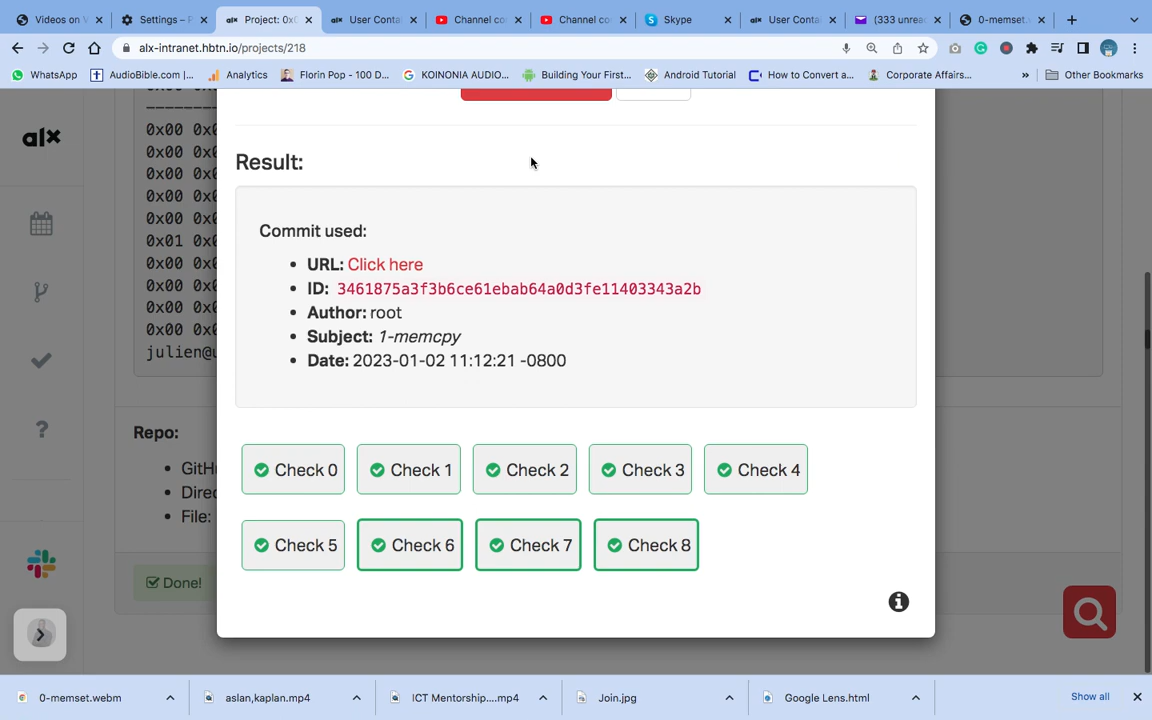 Videos on V
Settings – P
Project: 0x0
User Contai
Channel co
Channel co
Skype
User Contai
(333 unrea
0-memset.
alx-intranet.hbtn.io/projects/218
WhatsApp
AudioBible.com |...
Analytics
Florin Pop - 100 D...
KOINONIA AUDIO...
Building Your First...
Android Tutorial
How to Convert a...
Corporate Affairs...
»
Other Bookmarks
alx
0x00 0x0
0x00 0x0
0x00 0x0
0x00 0x0
0x00 0x0
0x01 0x0
0x00 0x0
0x00 0x0
0x00 0x0
0x00 0x0
julien@u
Repo:
GitH
Direc
File:
Done!
Result:
Commit used:
URL: Click here
ID: 3461875a3f3b6ce61ebab64a0d3fe11403343a2b
Author: root
Subject: 1-memcpy
Date: 2023-01-02 11:12:21 -0800
Check 0 Check 1 Check 2 Check 3 Check 4
Check 5 Check 6 Check 7 Check 8
0-memset.webm
aslan,kaplan.mp4
ICT Mentorship....mp4
Join.jpg
Google Lens.html
Show all